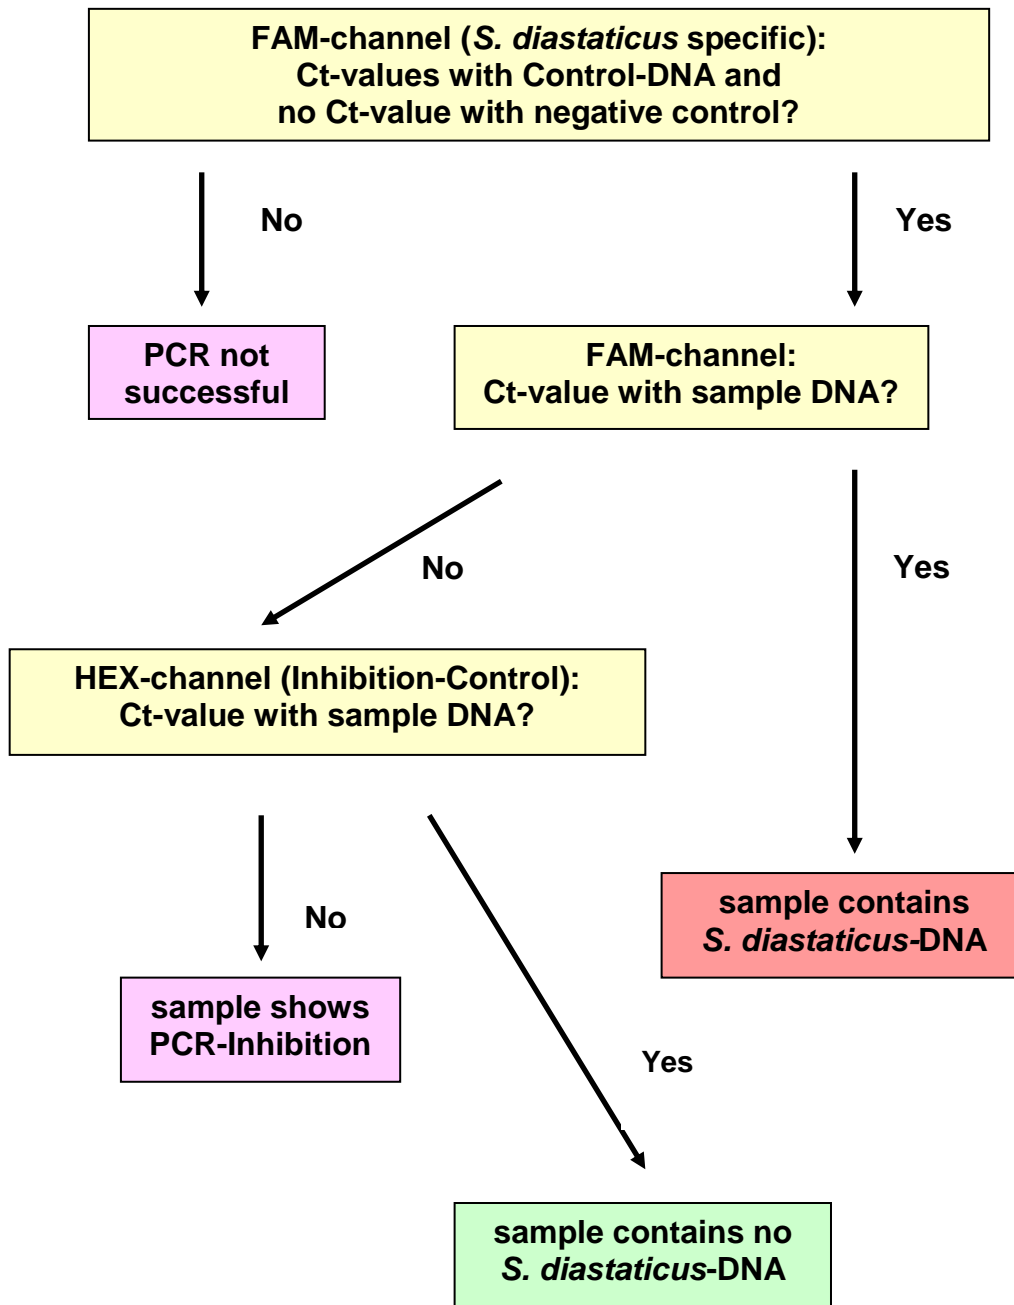 FAM-channel (S. diastaticus specific):
Ct-values with Control-DNA and
no Ct-value with negative control?
No
Yes
PCR not
successful
FAM-channel:
Ct-value with sample DNA?
No
Yes
HEX-channel (Inhibition-Control):
Ct-value with sample DNA?
sample contains
S. diastaticus-DNA
No
sample shows
PCR-Inhibition
Yes
sample contains no
S. diastaticus-DNA